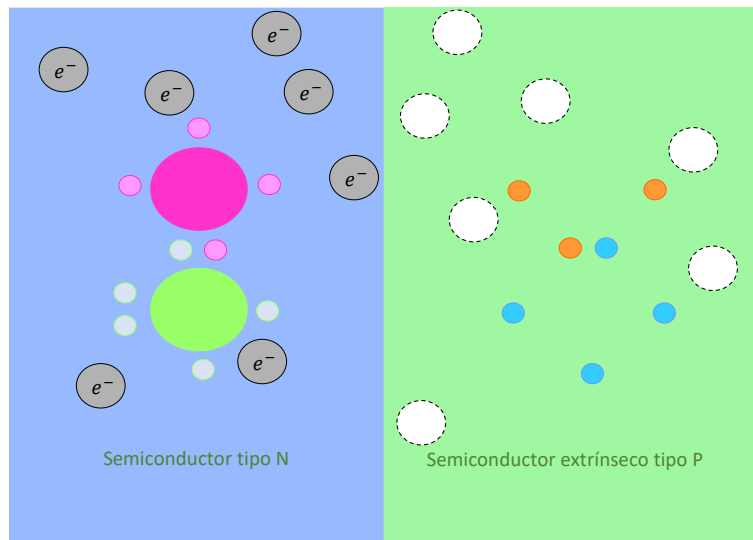 e⁻
e⁻
e⁻
e⁻
e⁻
e⁻
e⁻
Semiconductor tipo N
Semiconductor extrínseco tipo P